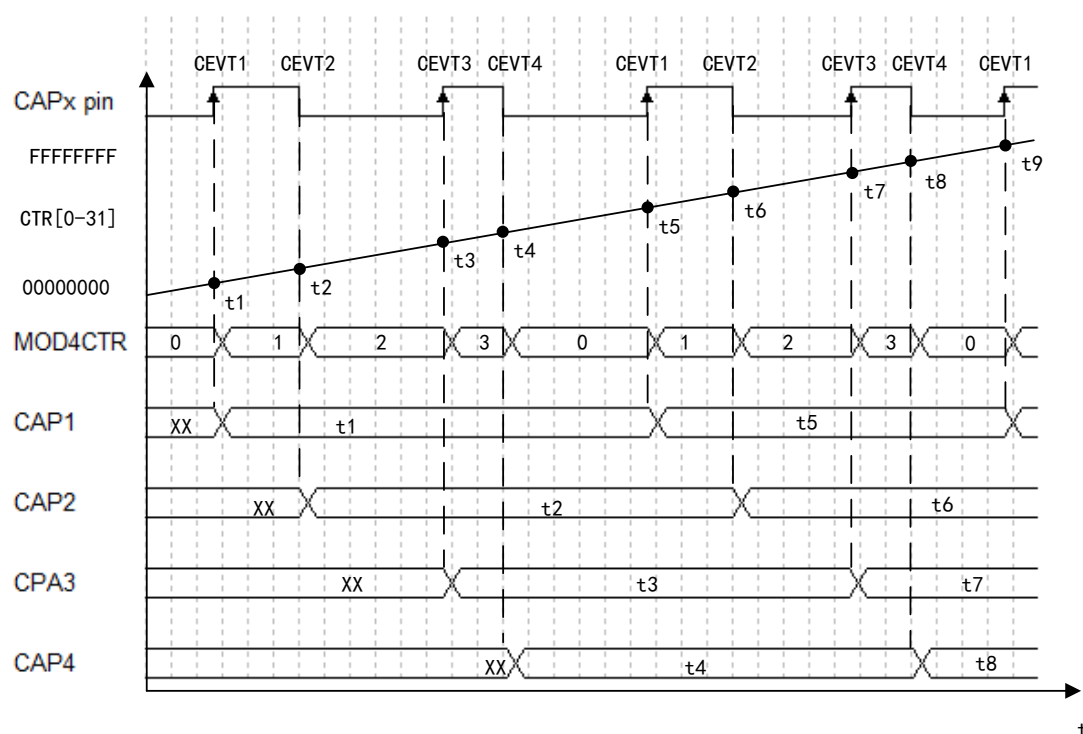 CEVT1 CEVT2 CEVT3 CEVT4 CEVT1 CEVT2 CEVT3 CEVT4 CEVT1
CAPx pin
FFFFFFFF
CTR[0-31]
00000000
t1 t2 t3 t4 t5 t6 t7 t8 t9
MOD4CTR 0 1 2 3 0 1 2 3 0
CAP1 XX t1 t5
CAP2 XX t2 t6
CPA3 XX t3 t7
CAP4 XX t4 t8
t